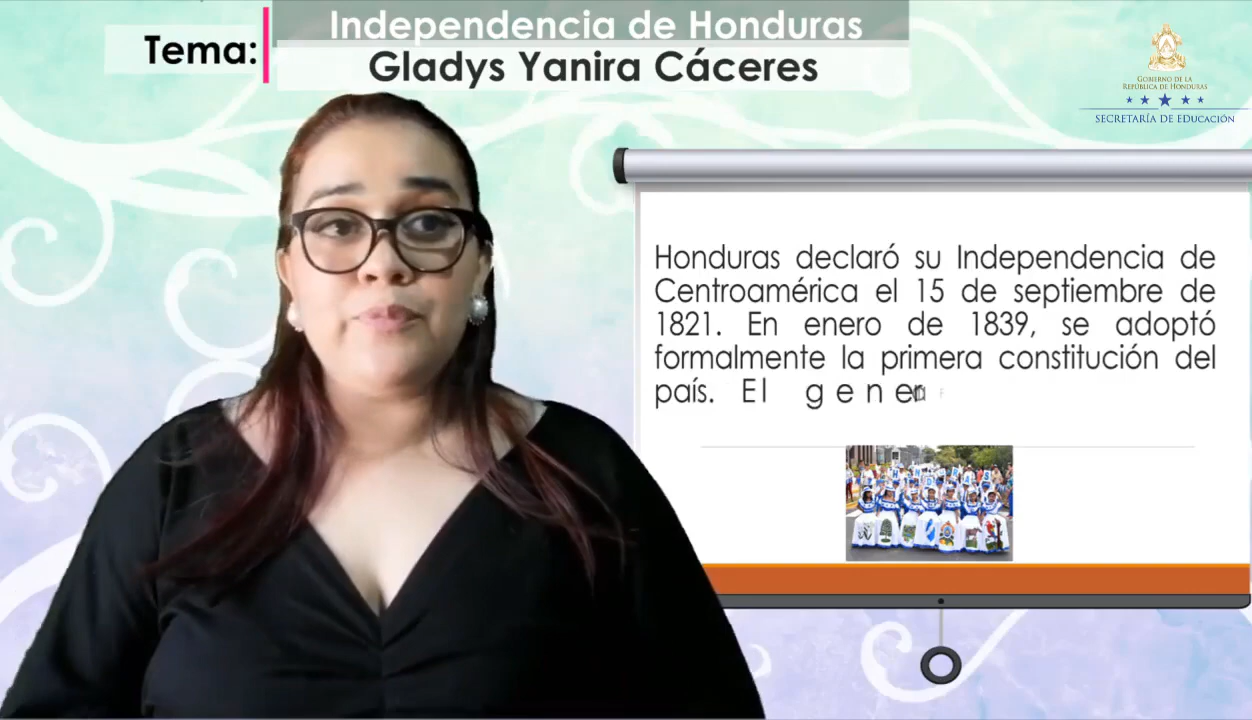 Tema:
Independencia de Honduras
Gladys Yanira Cáceres
GOBIERNO DE LA
REPÚBLICA DE HONDURAS
SECRETARÍA DE EDUCACIÓN
Honduras declaró su Independencia de
Centroamérica el 15 de septiembre de
1821. En enero de 1839, se adoptó
formalmente la primera constitución del
país. El gener